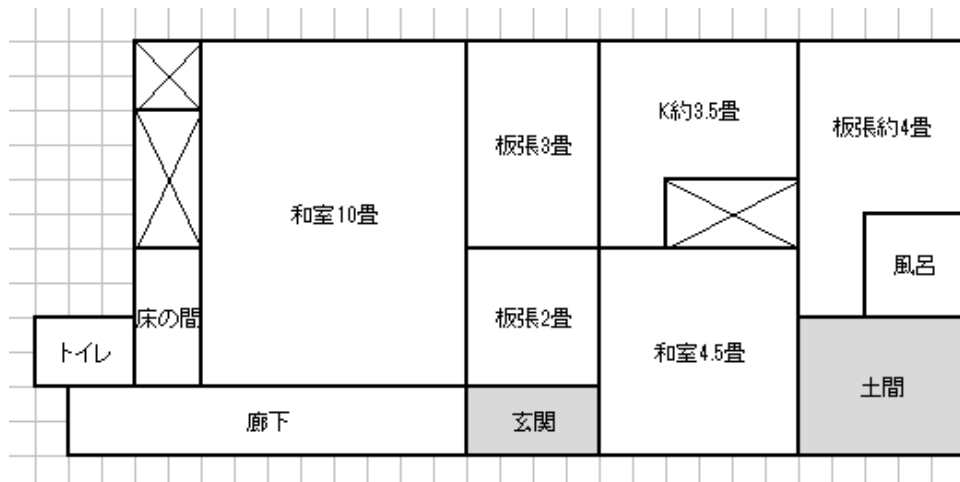 K約3.5畳
板張約4畳
板張3畳
和室10畳
風呂
床の間
板張2畳
トイレ
和室4.5畳
土間
廊下
玄関